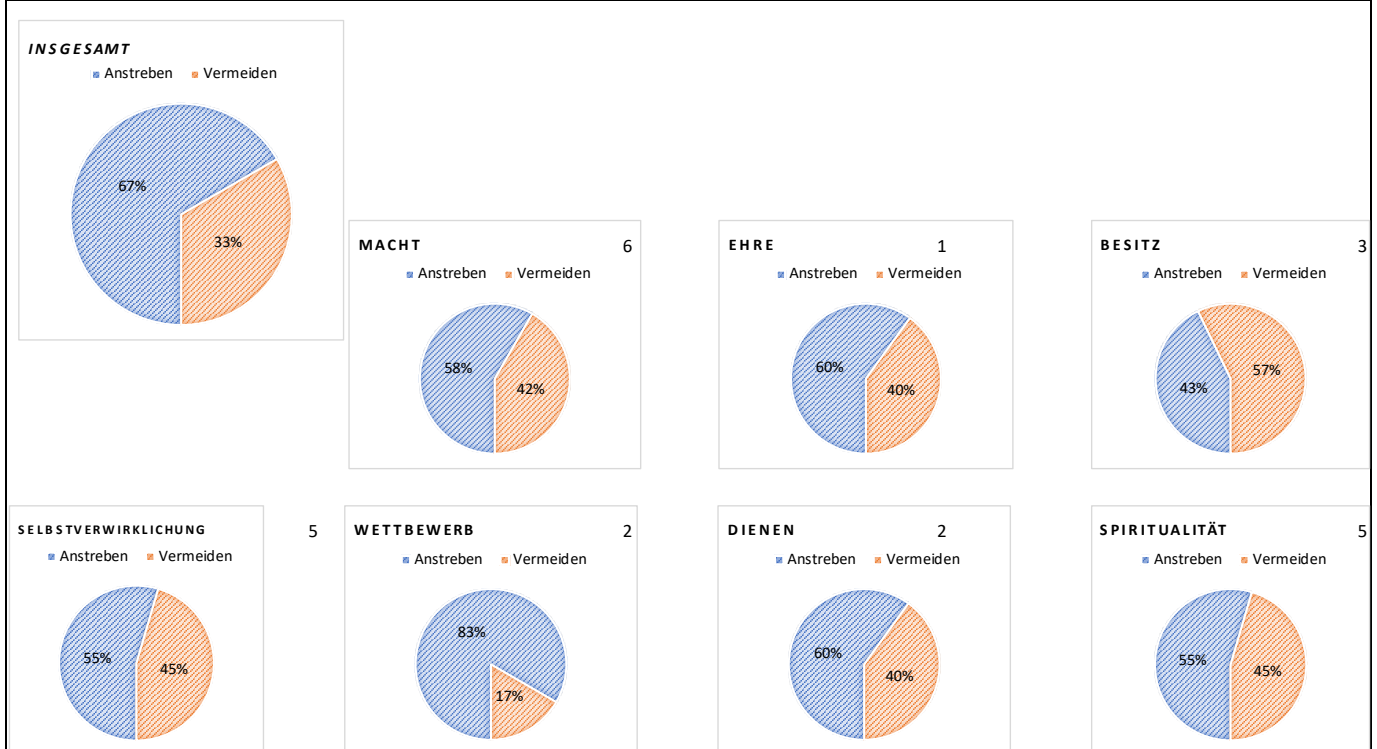 INSGESAMT
Anstreben Vermeiden
67%
33%
MACHT 6
Anstreben Vermeiden
58%
42%
EHRE 1
Anstreben Vermeiden
60%
40%
BESITZ 3
Anstreben Vermeiden
43%
57%
SELBSTVERWIRKLICHUNG 5
Anstreben Vermeiden
55%
45%
WETTBEWERB 2
Anstreben Vermeiden
83%
17%
DIENEN 2
Anstreben Vermeiden
60%
40%
SPIRITUALITÄT 5
Anstreben Vermeiden
55%
45%